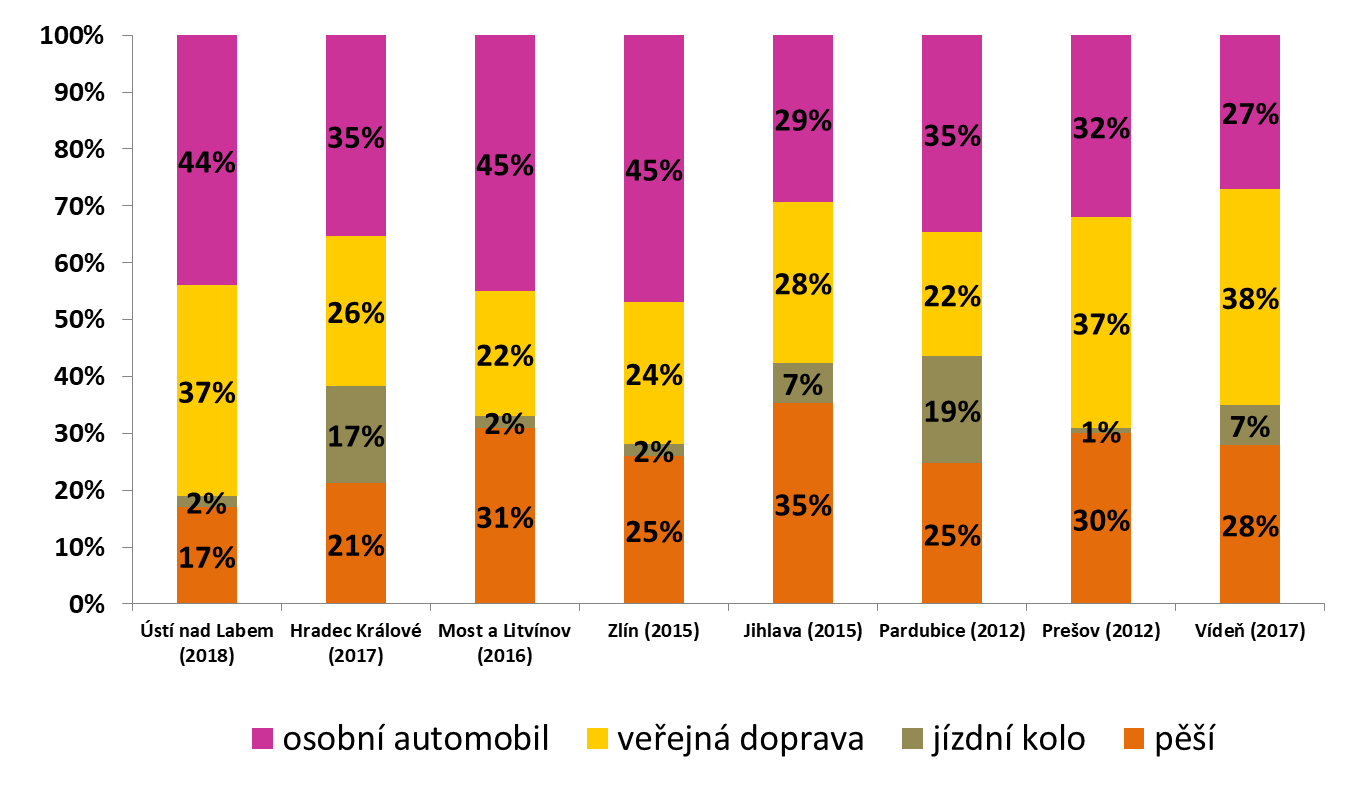 100%
90%
80%
70%
60%
50%
40%
30%
20%
10%
0%
44% 35% 45% 45% 29% 35% 32% 27%
37% 26% 22% 24% 28% 22% 37% 38%
2% 17% 2% 2% 7% 19% 1% 7%
17% 21% 31% 25% 35% 25% 30% 28%
Ústí nad Labem
(2018)
Hradec Králové
(2017)
Most a Litvínov
(2016)
Zlín (2015)
Jihlava (2015)
Pardubice (2012)
Prešov (2012)
Vídeň (2017)
osobní automobil veřejná doprava jízdní kolo pěší